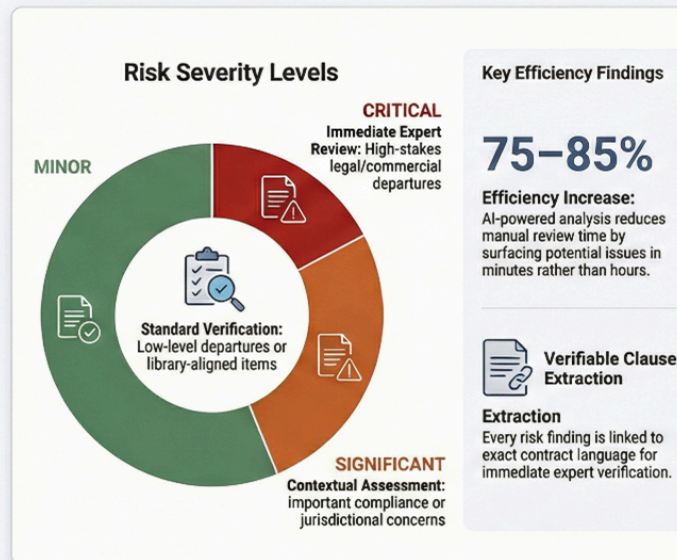 Risk Severity Levels
CRITICAL
Immediate Expert
Review: High-stakes
legal/commercial
departures
MINOR
Standard Verification:
Low-level departures or
library-aligned items
SIGNIFICANT
Contextual Assessment:
important compliance or
jurisdictional concerns
Key Efficiency Findings
75–85%
Efficiency Increase:
AI-powered analysis reduces
manual review time by
surfacing potential issues in
minutes rather than hours.
Verifiable Clause
Extraction
Extraction
Every risk finding is linked to
exact contract language for
immedlate expert verification.